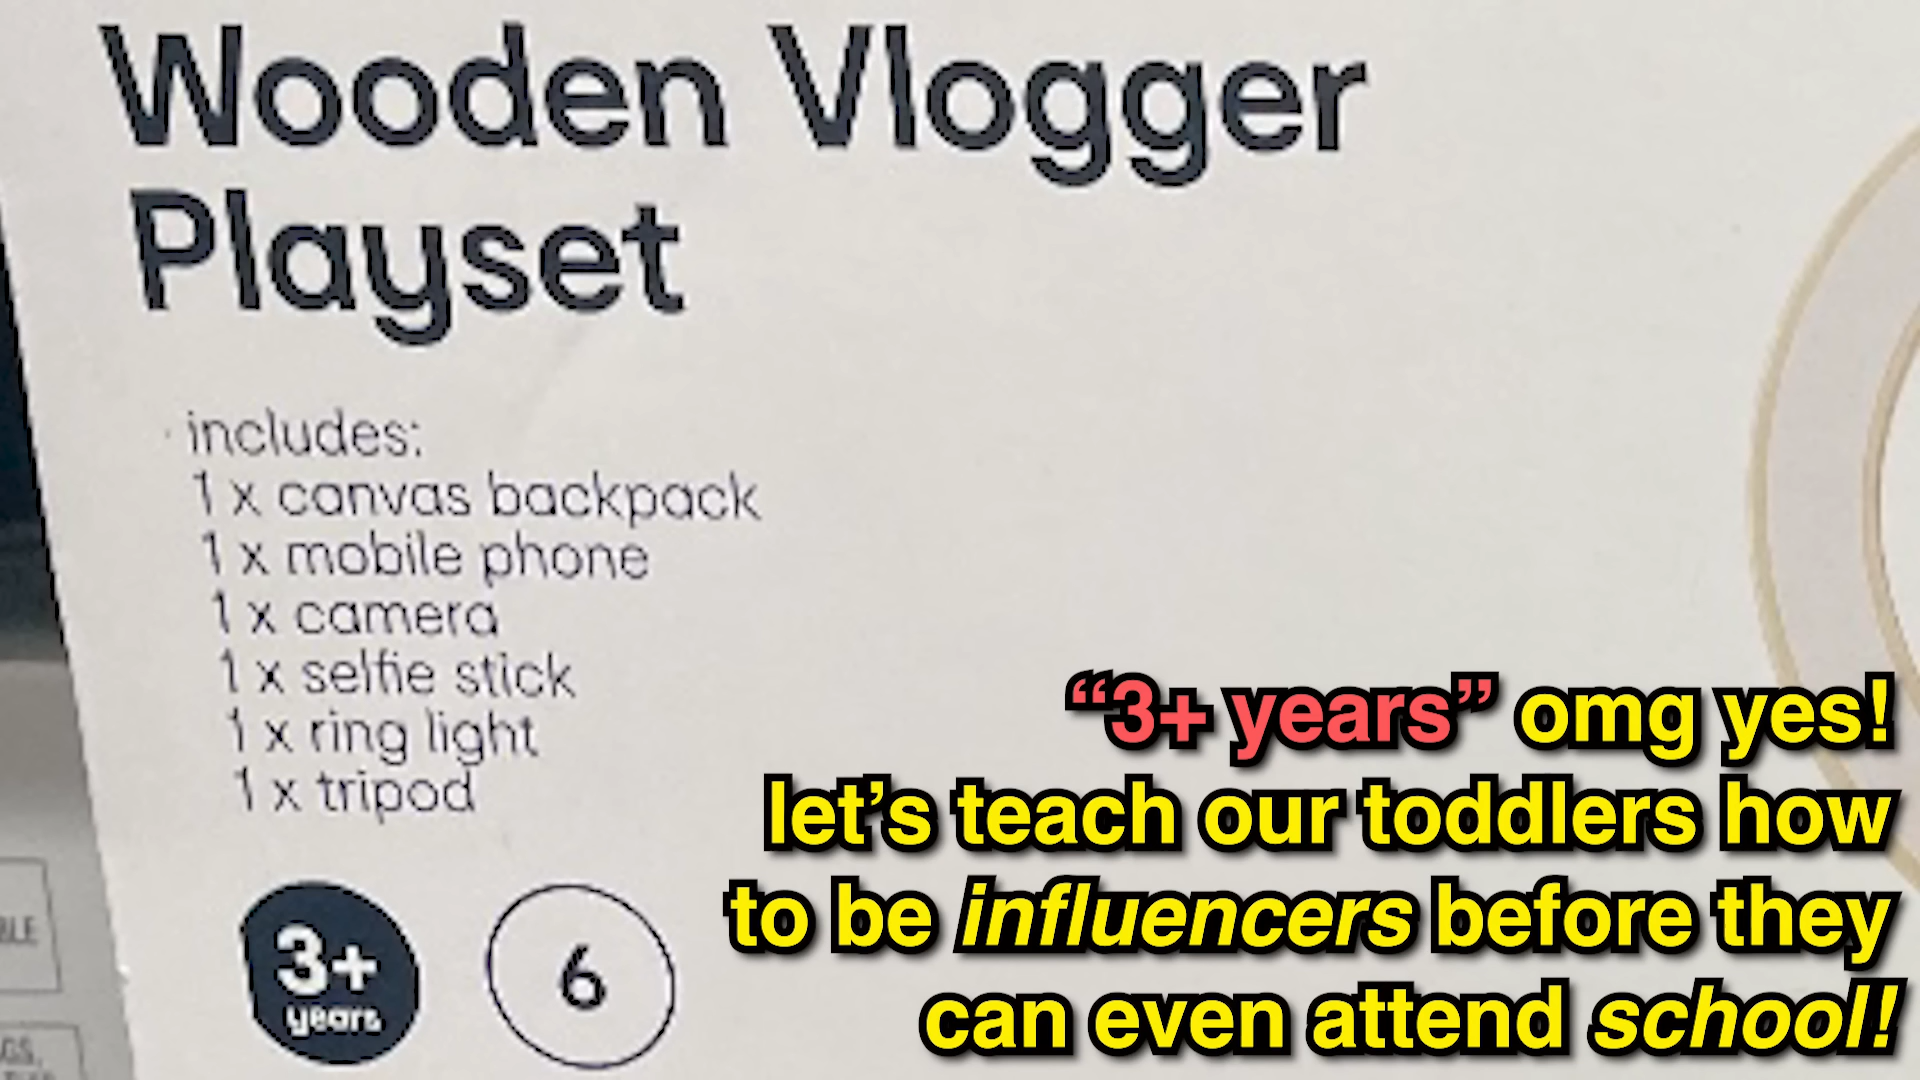 Wooden Vlogger
Playset
includes:
1 x canvas backpack
1 x mobile phone
1 x camera
1 x selfie stick
1 x ring light
1 x tripod
3+
years
6
“3+ years” omg yes!
let’s teach our toddlers how
to be influencers before they
can even attend school!